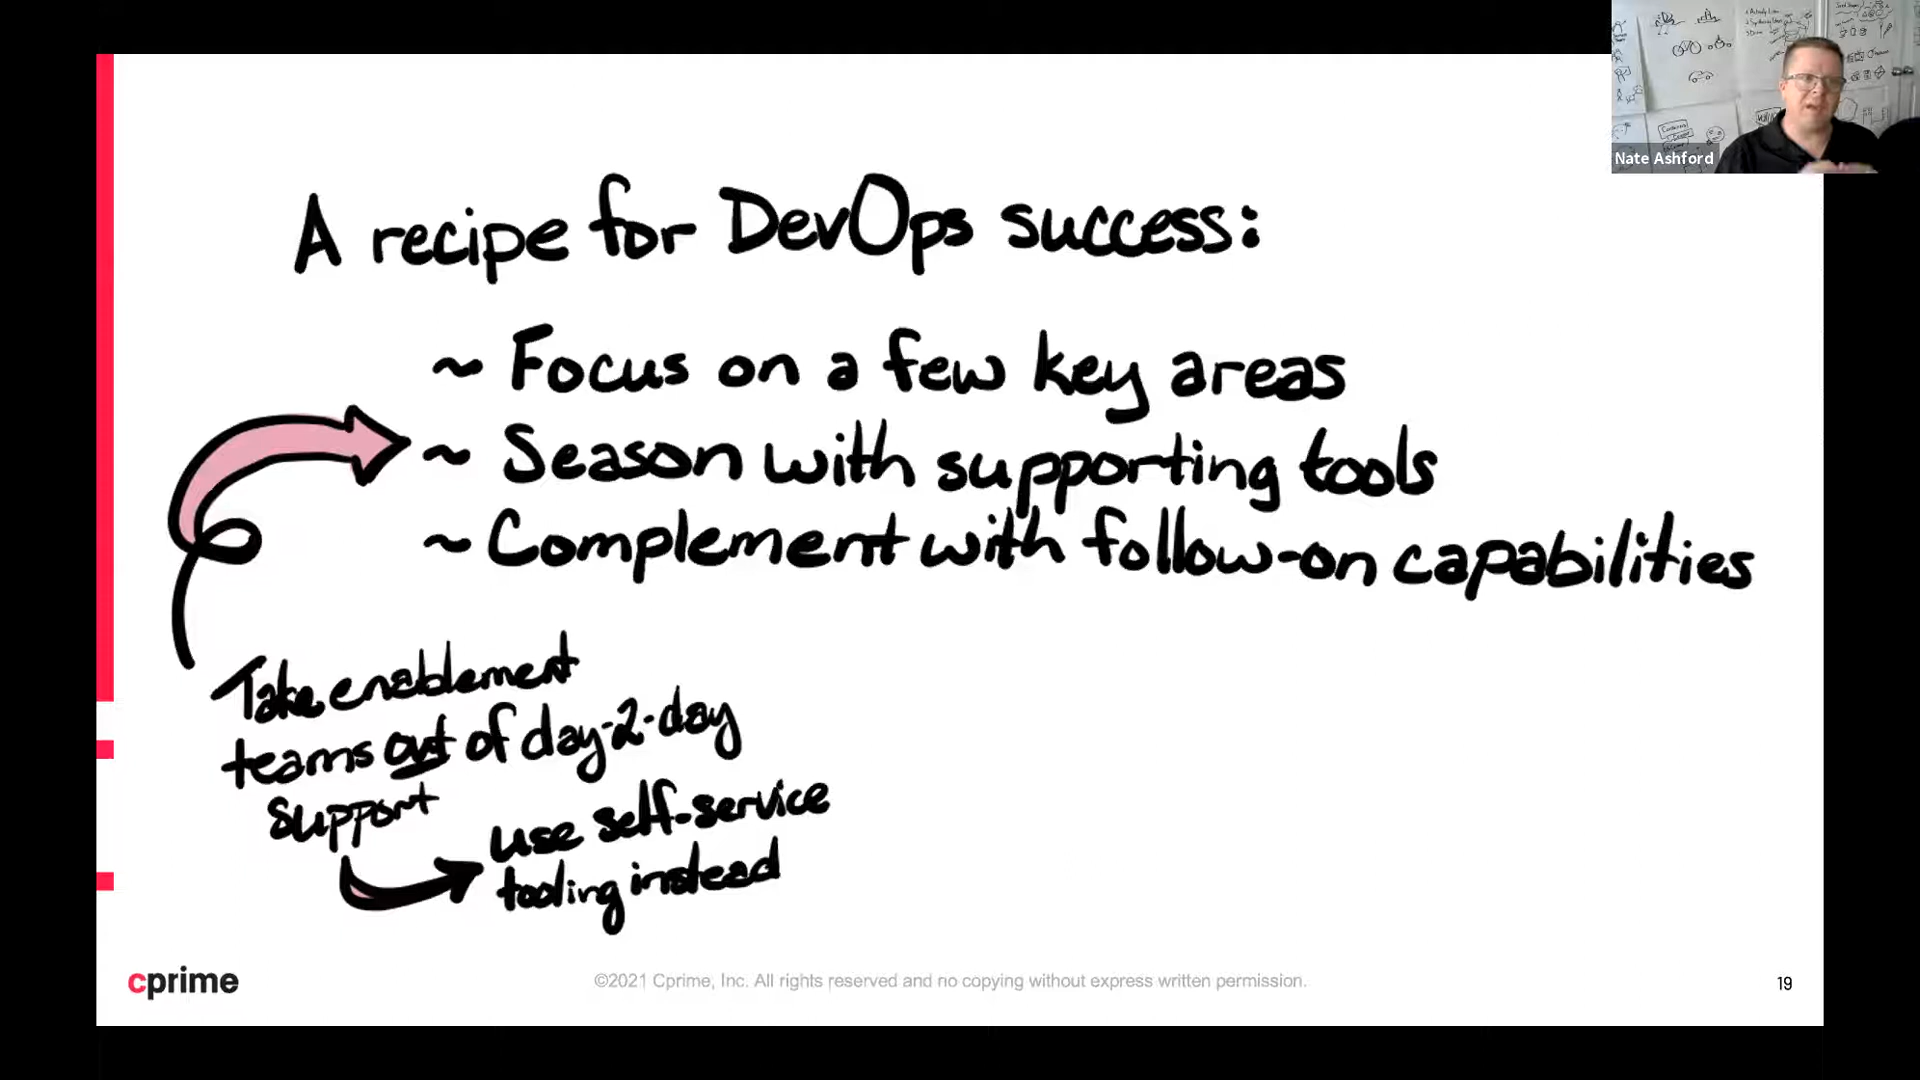 Nate Ashford
A recipe for DevOps success:
~ Focus on a few key areas
~ Season with supporting tools
~ Complement with follow-on capabilities
Take enablement
teams out of day-2-day
support
use self-service
tooling instead
cprime
©2021 Cprime, Inc. All rights reserved and no copying without express written permission.
19